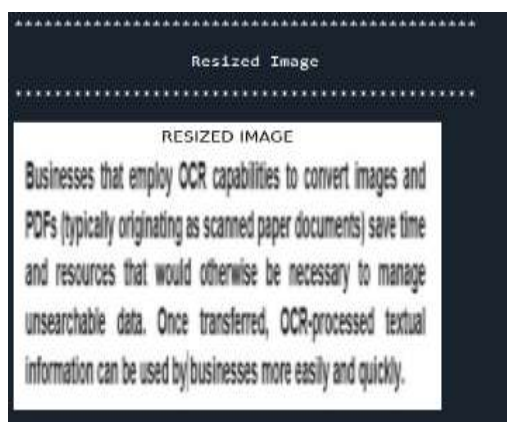 ************************************************
Resized Image
************************************************
RESIZED IMAGE
Businesses that employ OCR capabilities to convert images and
PDFs (typically originating as scanned paper documents) save time
and resources that would otherwise be necessary to manage
unsearchable data. Once transferred, OCR-processed textual
information can be used by businesses more easily and quickly.